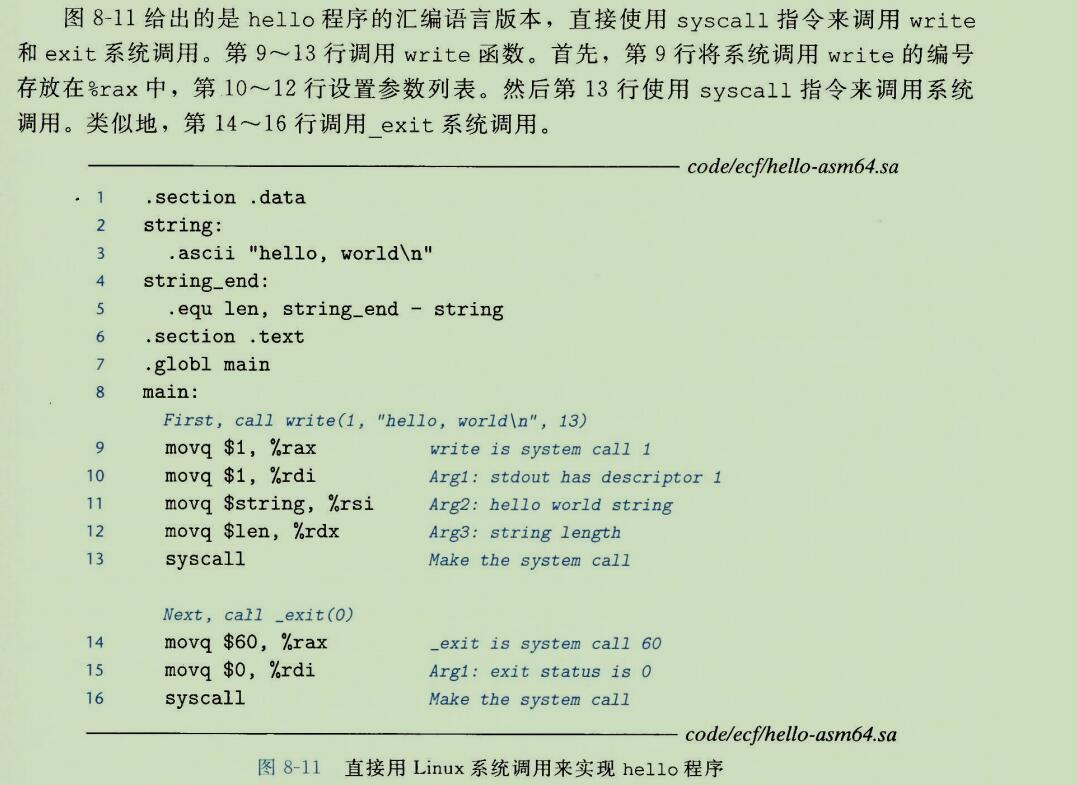 图 8-11 给出的是 hello 程序的汇编语言版本，直接使用 syscall 指令来调用 write
和 exit 系统调用。第 9～13 行调用 write 函数。首先，第 9 行将系统调用 write 的编号
存放在%rax 中，第 10～12 行设置参数列表。然后第 13 行使用 syscall 指令来调用系统
调用。类似地，第 14～16 行调用_exit 系统调用。
code/ecf/hello-asm64.sa
1 .section .data
2 string:
3 .ascii "hello, world\n"
4 string_end:
5 .equ len, string_end - string
6 .section .text
7 .globl main
8 main:
First, call write(1, "hello, world\n", 13)
9 movq $1, %rax write is system call 1
10 movq $1, %rdi Arg1: stdout has descriptor 1
11 movq $string, %rsi Arg2: hello world string
12 movq $len, %rdx Arg3: string length
13 syscall Make the system call
Next, call _exit(0)
14 movq $60, %rax _exit is system call 60
15 movq $0, %rdi Arg1: exit status is 0
16 syscall Make the system call
code/ecf/hello-asm64.sa
图 8-11 直接用 Linux 系统调用来实现 hello 程序